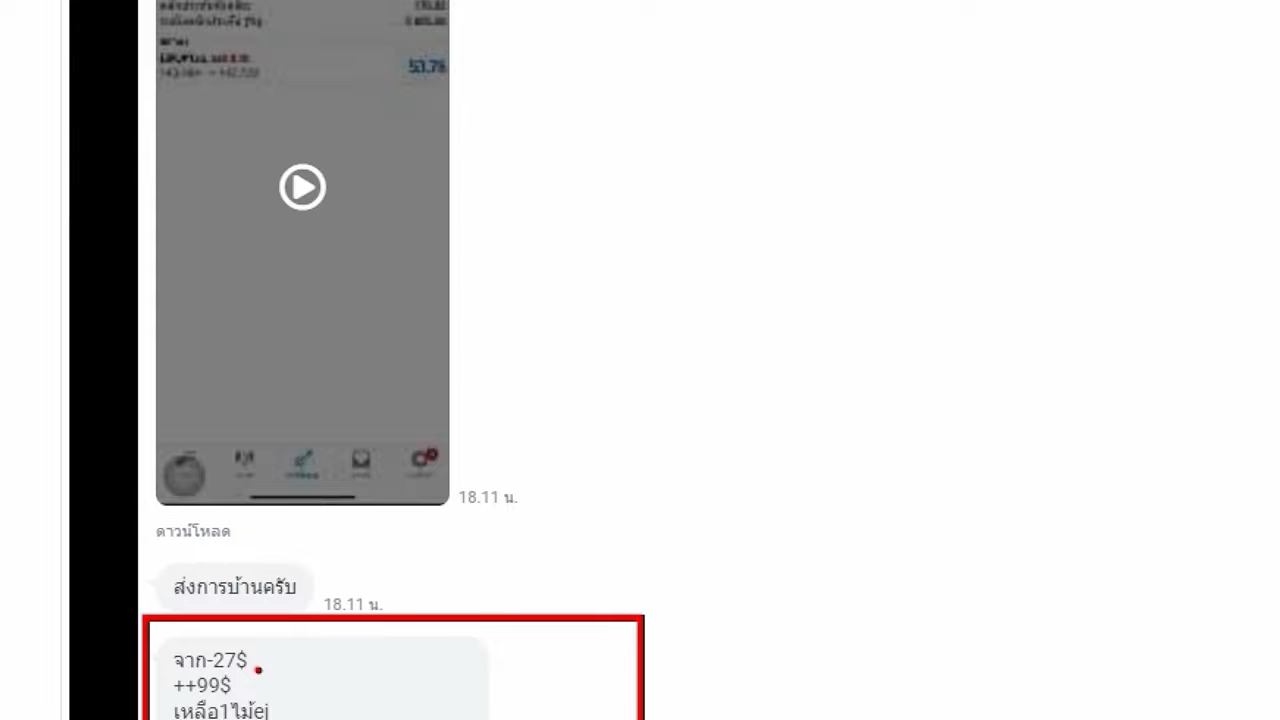 53.76
18.11 น.
ดาวน์โหลด
ส่งการบ้านครับ
18.11 น.
จาก-27$
++99$
เหลือ1ไม้ej